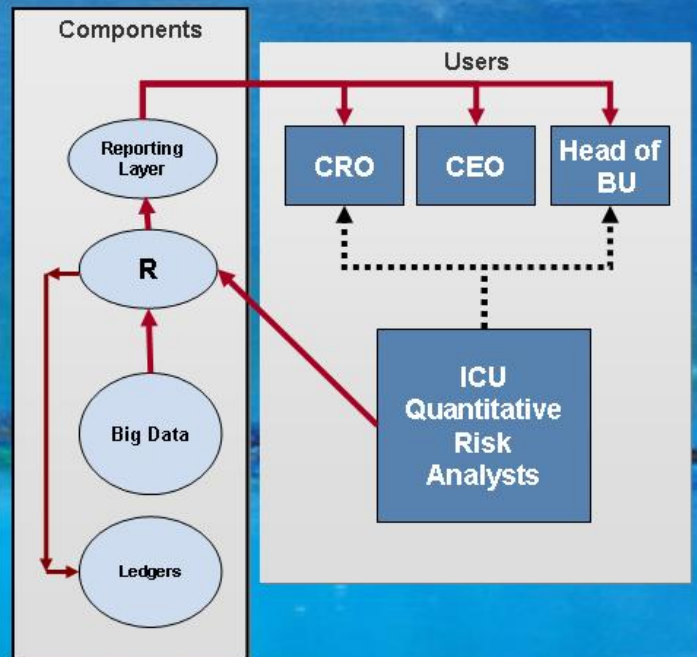 Components
Reporting
Layer
R
Big Data
Ledgers
Users
CRO
CEO
Head of
BU
ICU
Quantitative
Risk
Analysts